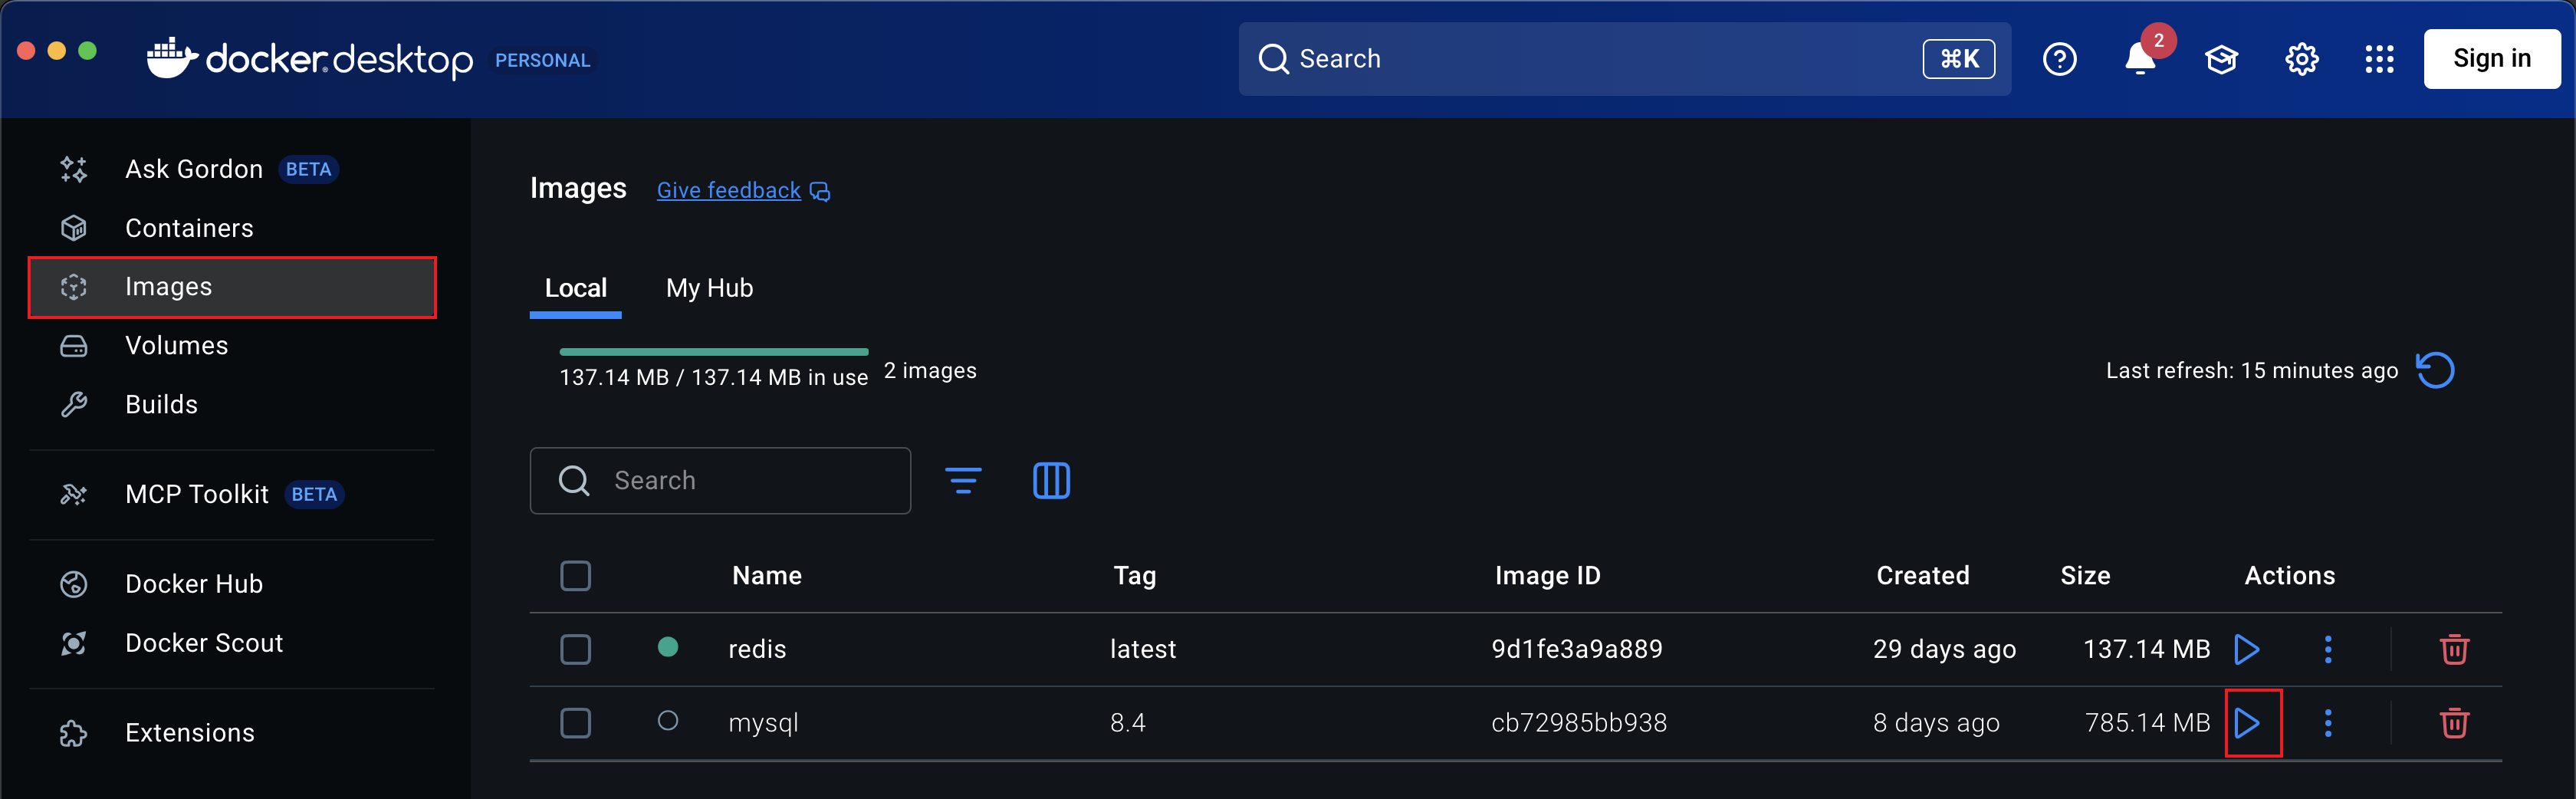 docker desktop PERSONAL
Search ⌘K
2
Sign in
Ask Gordon BETA
Containers
Images
Volumes
Builds
MCP Toolkit BETA
Docker Hub
Docker Scout
Extensions
Images Give feedback
Local My Hub
137.14 MB / 137.14 MB in use 2 images
Last refresh: 15 minutes ago
Search
Name Tag Image ID Created Size Actions
redis latest 9d1fe3a9a889 29 days ago 137.14 MB
mysql 8.4 cb72985bb938 8 days ago 785.14 MB